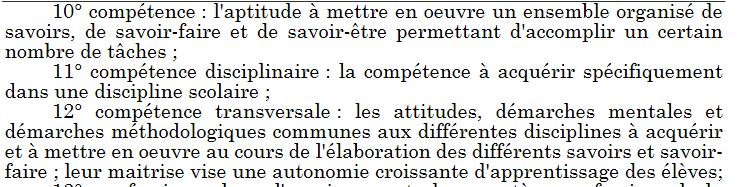 10° compétence : l'aptitude à mettre en oeuvre un ensemble organisé de
savoirs, de savoir-faire et de savoir-être permettant d'accomplir un certain
nombre de tâches ;
11° compétence disciplinaire : la compétence à acquérir spécifiquement
dans une discipline scolaire ;
12° compétence transversale : les attitudes, démarches mentales et
démarches méthodologiques communes aux différentes disciplines à acquérir
et à mettre en oeuvre au cours de l'élaboration des différents savoirs et savoir-
faire ; leur maitrise vise une autonomie croissante d'apprentissage des élèves;